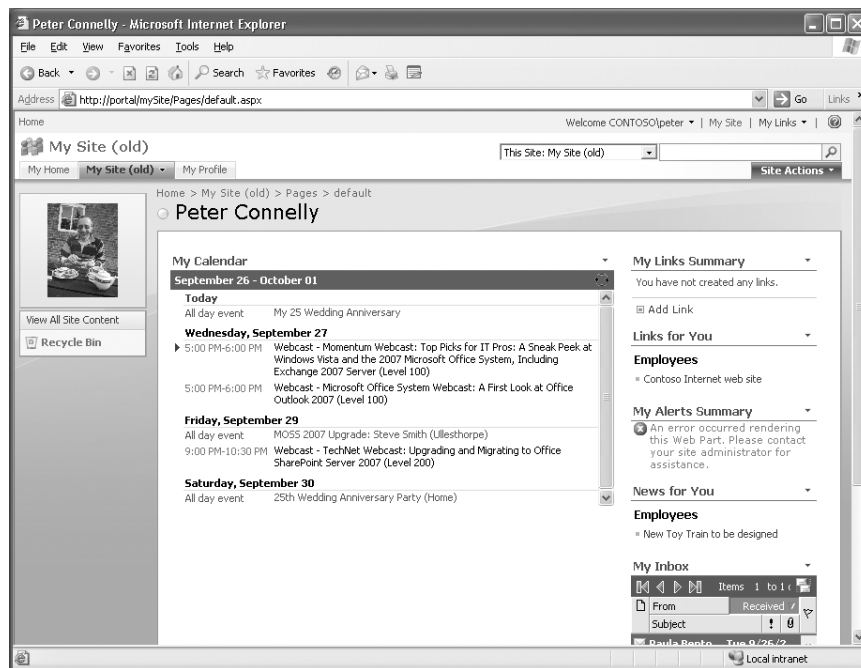 Peter Connelly - Microsoft Internet Explorer
File Edit View Favorites Tools Help
Back Search Favorites
Address http://portal/mySite/Pages/default.aspx Go Links
Home Welcome CONTOSO\peter | My Site | My Links |
My Site (old) This Site: My Site (old)
My Home My Site (old) My Profile Site Actions
Home > My Site (old) > Pages > default
Peter Connelly
View All Site Content
Recycle Bin
My Calendar
September 26 - October 01
Today
All day event My 25 Wedding Anniversary
Wednesday, September 27
5:00 PM-6:00 PM Webcast - Momentum Webcast: Top Picks for IT Pros: A Sneak Peek at
Windows Vista and the 2007 Microsoft Office System, Including
Exchange 2007 Server (Level 100)
5:00 PM-6:00 PM Webcast - Microsoft Office System Webcast: A First Look at Office
Outlook 2007 (Level 100)
Friday, September 29
All day event MOSS 2007 Upgrade: Steve Smith (Ullesthorpe)
9:00 PM-10:30 PM Webcast - TechNet Webcast: Upgrading and Migrating to Office
SharePoint Server 2007 (Level 200)
Saturday, September 30
All day event 25th Wedding Anniversary Party (Home)
My Links Summary
You have not created any links.
Add Link
Links for You
Employees
Contoso Internet web site
My Alerts Summary
An error occurred rendering
this Web Part. Please contact
your site administrator for
assistance.
News for You
Employees
New Toy Train to be designed
My Inbox
Items 1 to 1
From Received
Subject
Paula Bento Tue 9/26/2
Local intranet